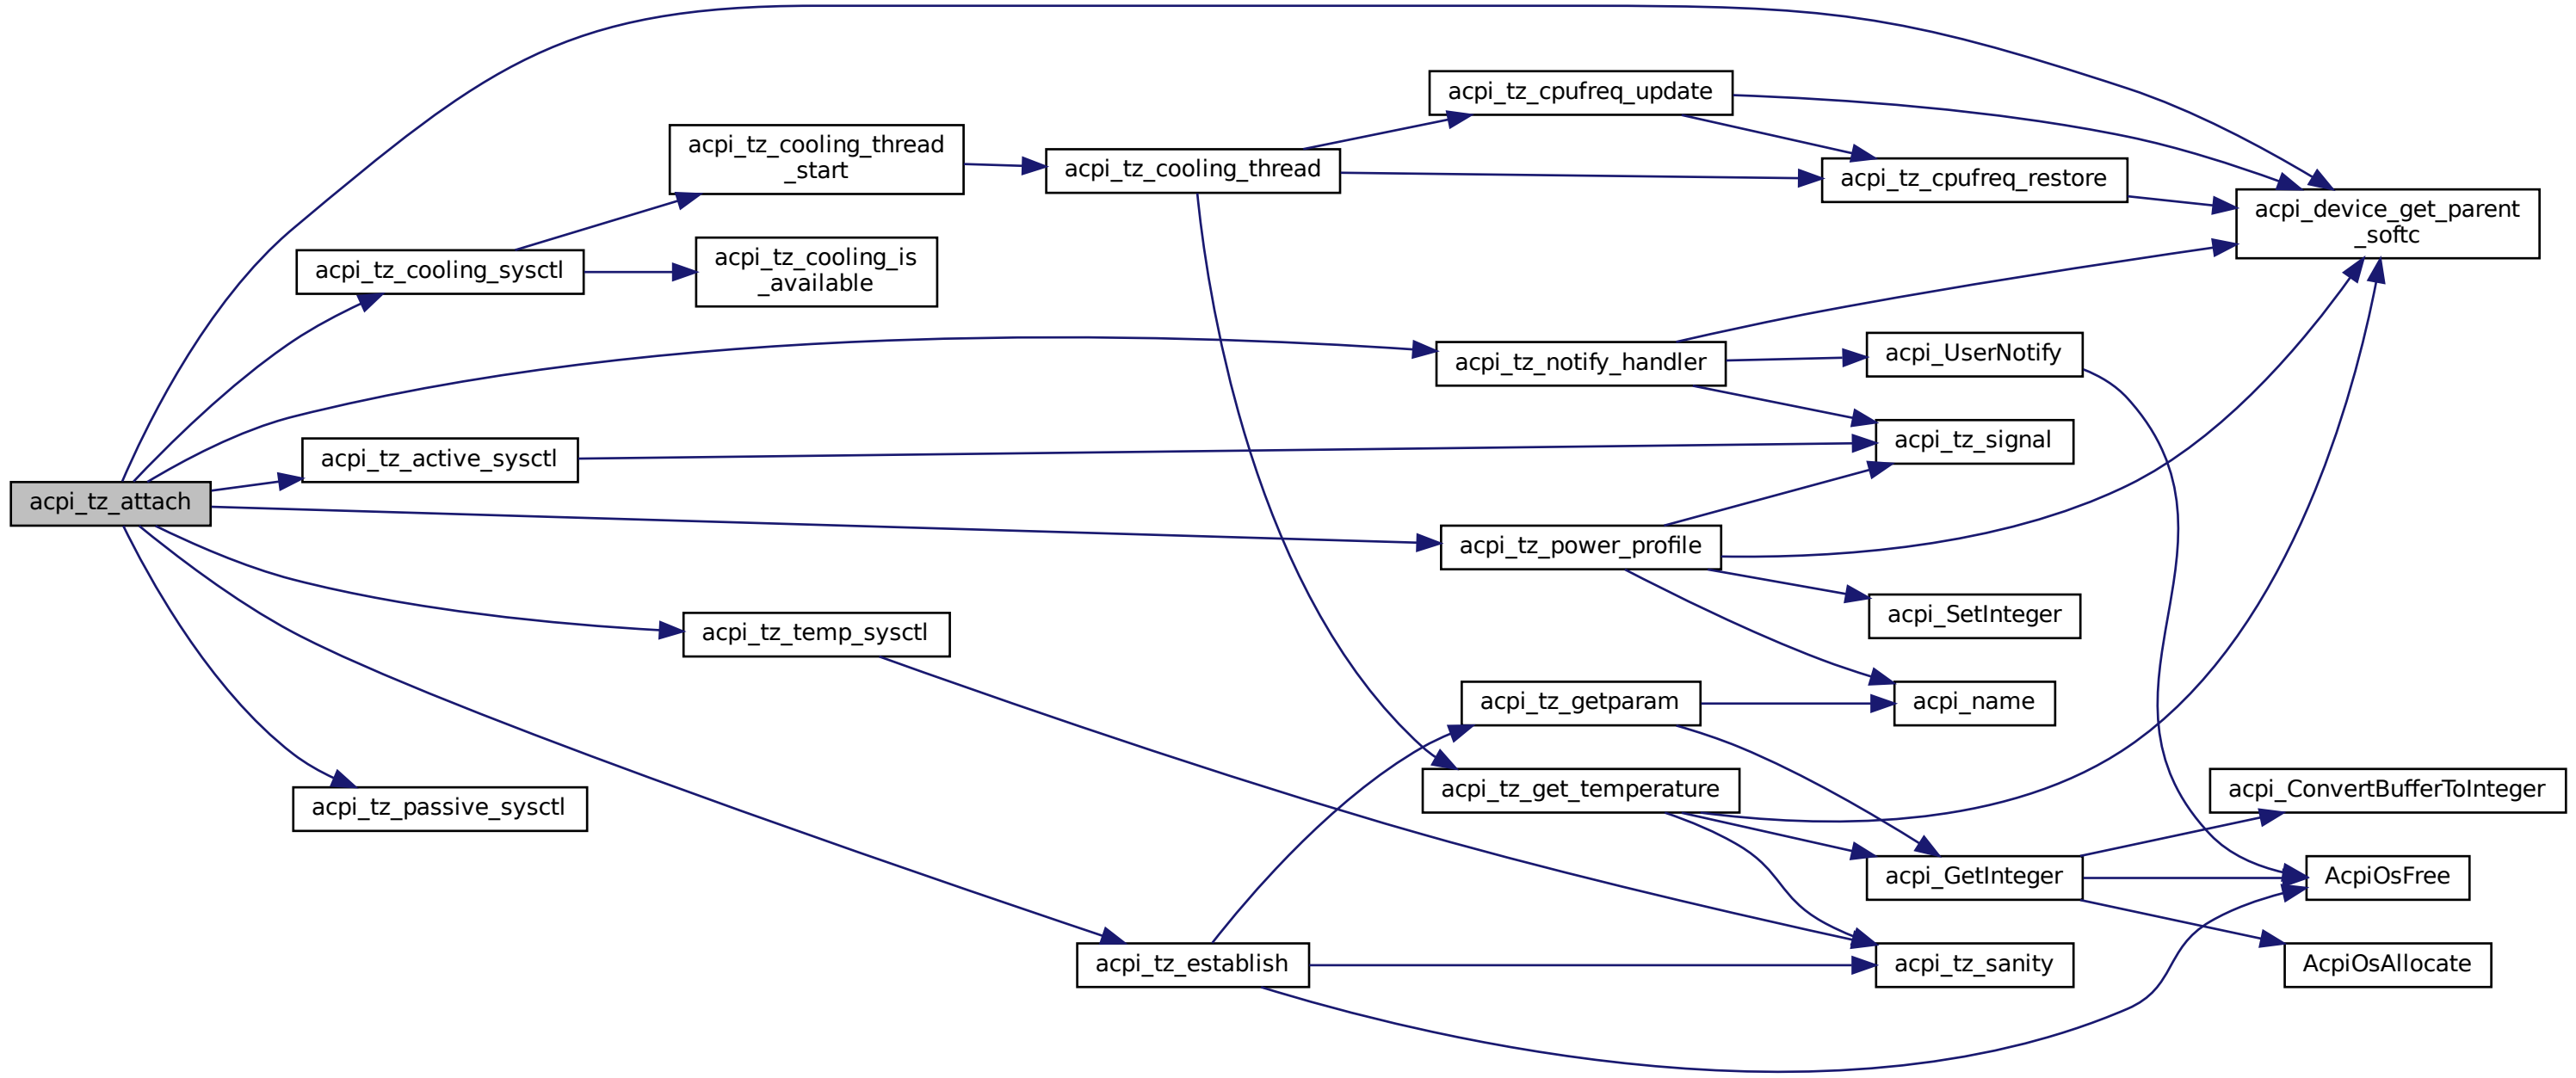 acpi_tz_cpufreq_update
acpi_tz_cooling_thread
_start
acpi_tz_cooling_thread
acpi_tz_cpufreq_restore
acpi_device_get_parent
_softc
acpi_tz_cooling_sysctl
acpi_tz_cooling_is
_available
acpi_tz_notify_handler
acpi_UserNotify
acpi_tz_signal
acpi_tz_active_sysctl
acpi_tz_attach
acpi_tz_power_profile
acpi_SetInteger
acpi_tz_temp_sysctl
acpi_tz_getparam
acpi_name
acpi_tz_get_temperature
acpi_ConvertBufferToInteger
acpi_tz_passive_sysctl
acpi_GetInteger
AcpiOsFree
acpi_tz_establish
acpi_tz_sanity
AcpiOsAllocate